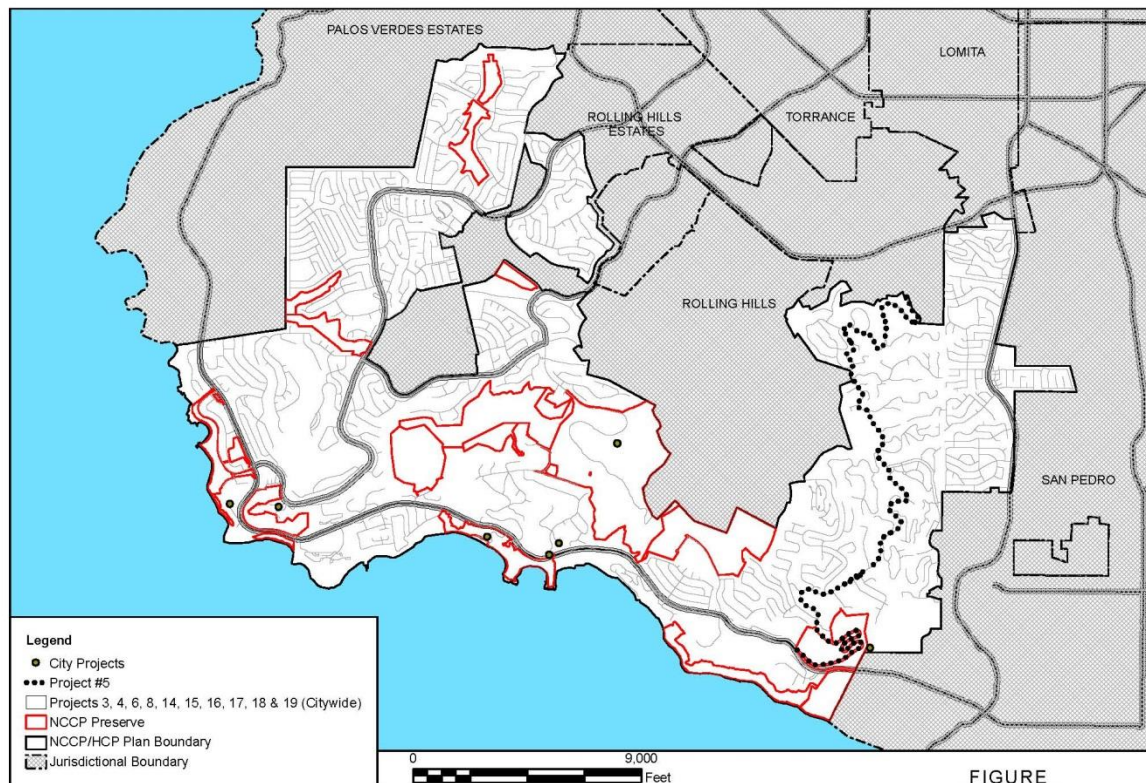 PALOS VERDES ESTATES
LOMITA
ROLLING HILLS
ESTATES
TORRANCE
ROLLING HILLS
SAN PEDRO
Legend
City Projects
Project #5
Projects 3, 4, 6, 8, 14, 15, 16, 17, 18 & 19 (Citywide)
NCCP Preserve
NCCP/HCP Plan Boundary
Jurisdictional Boundary
0 9,000
Feet
FIGURE